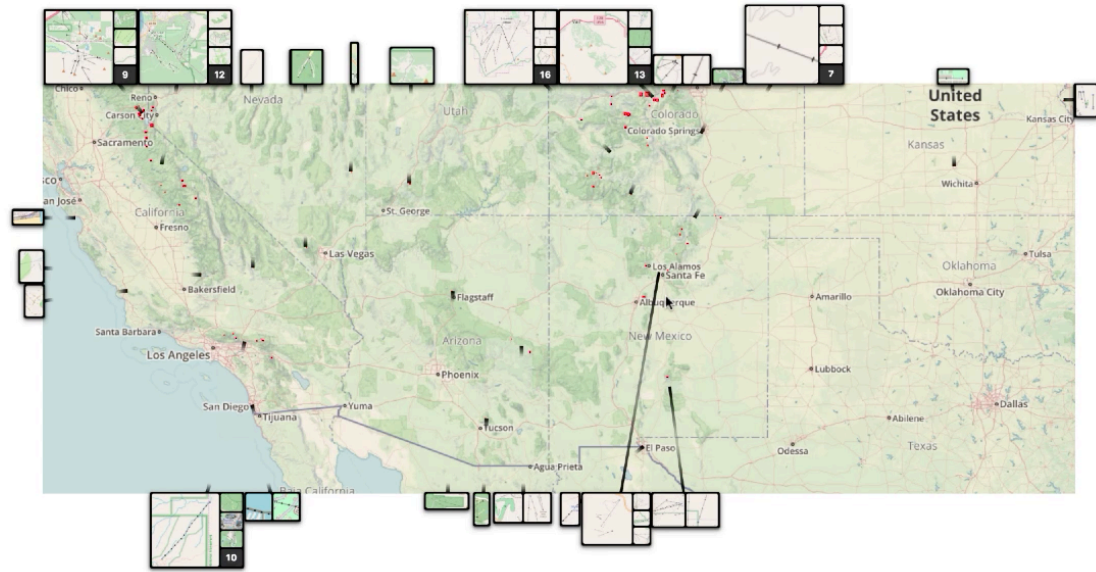 9
12
16
13
7
Chico
Reno
Nevada
Utah
Colorado
United
States
Kansas City
Carson City
Colorado Springs
Sacramento
Kansas
Wichita
San José
California
St. George
Fresno
Las Vegas
Los Alamos
Santa Fe
Tulsa
Oklahoma
Bakersfield
Flagstaff
Albuquerque
Amarillo
Oklahoma City
Santa Barbara
Los Angeles
Arizona
New Mexico
Phoenix
Lubbock
San Diego
Tijuana
Yuma
Dallas
Tucson
Abilene
El Paso
Odessa
Texas
Agua Prieta
Baja California
10